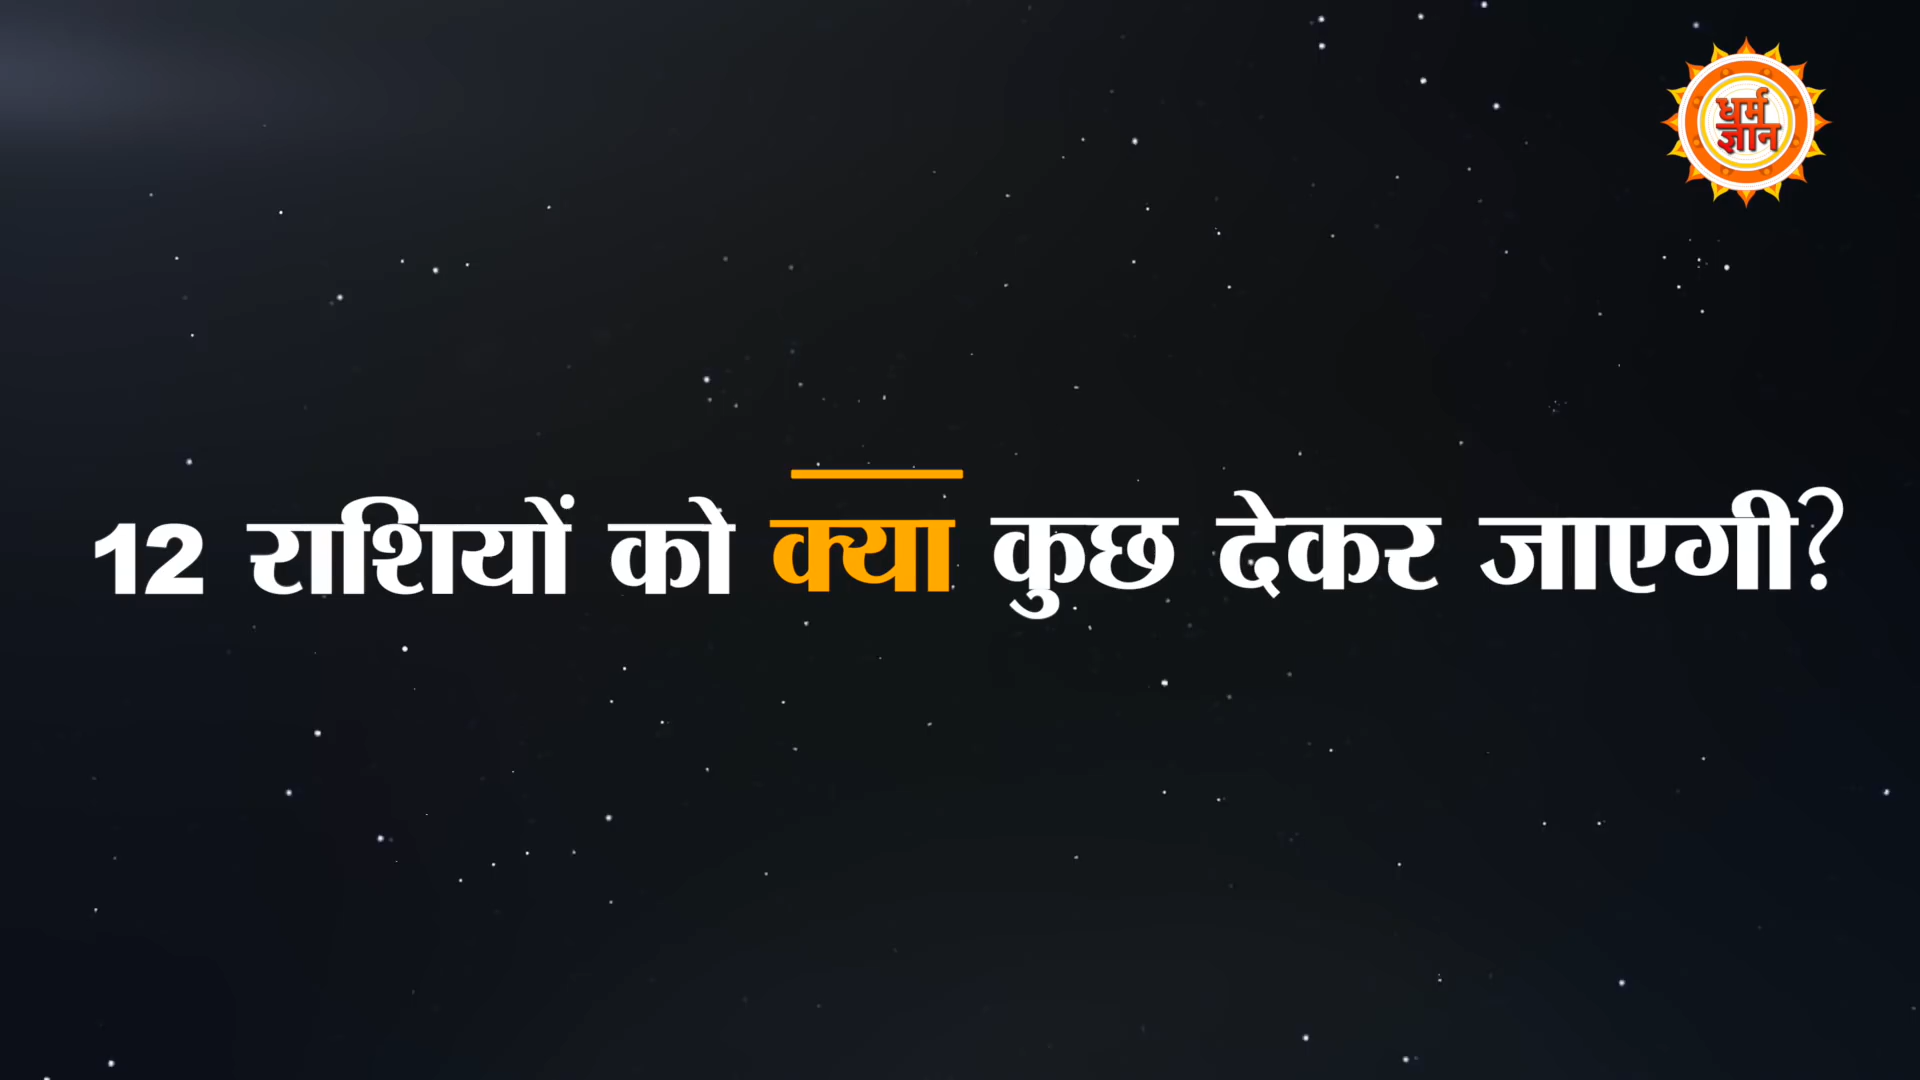 धर्म
ज्ञान
12 राशियों को क्या कुछ देकर जाएगी?